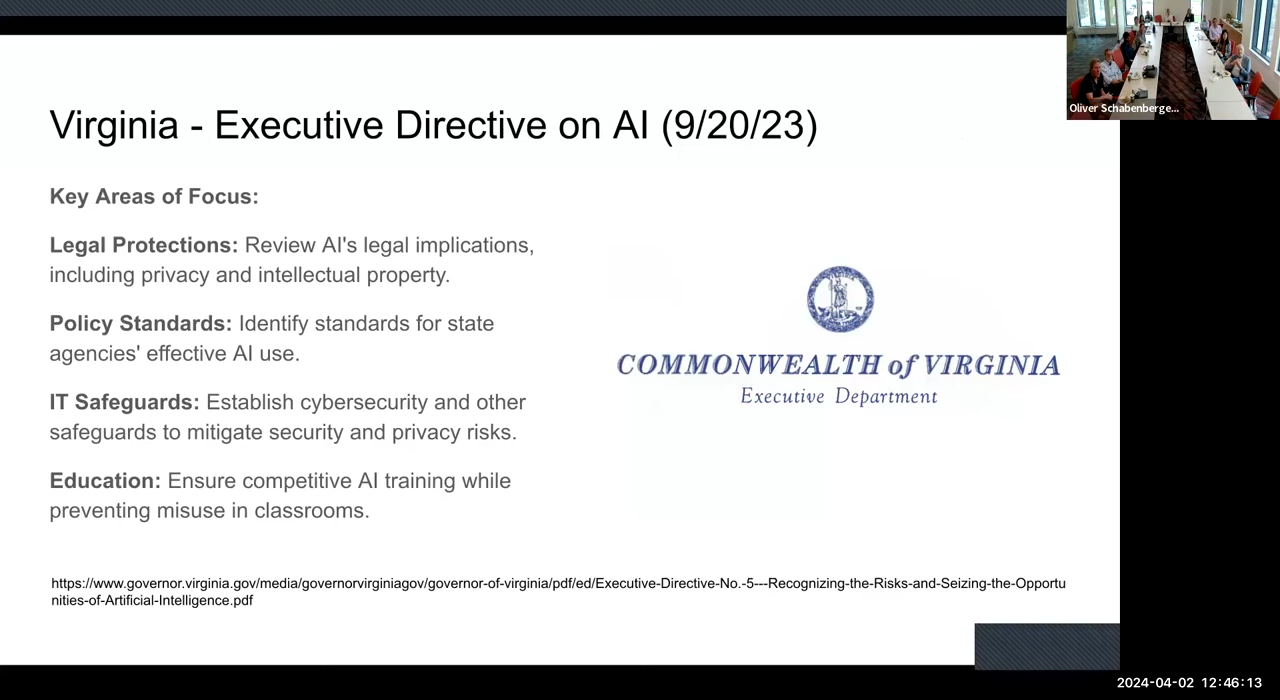 Oliver Schabenberge...
Virginia - Executive Directive on AI (9/20/23)
Key Areas of Focus:
Legal Protections: Review AI's legal implications,
including privacy and intellectual property.
Policy Standards: Identify standards for state
agencies' effective AI use.
IT Safeguards: Establish cybersecurity and other
safeguards to mitigate security and privacy risks.
Education: Ensure competitive AI training while
preventing misuse in classrooms.
COMMONWEALTH of VIRGINIA
Executive Department
https://www.governor.virginia.gov/media/governorvirginiagov/governor-of-virginia/pdf/ed/Executive-Directive-No.-5---Recognizing-the-Risks-and-Seizing-the-Opportu
nities-of-Artificial-Intelligence.pdf
2024-04-02 12:46:13